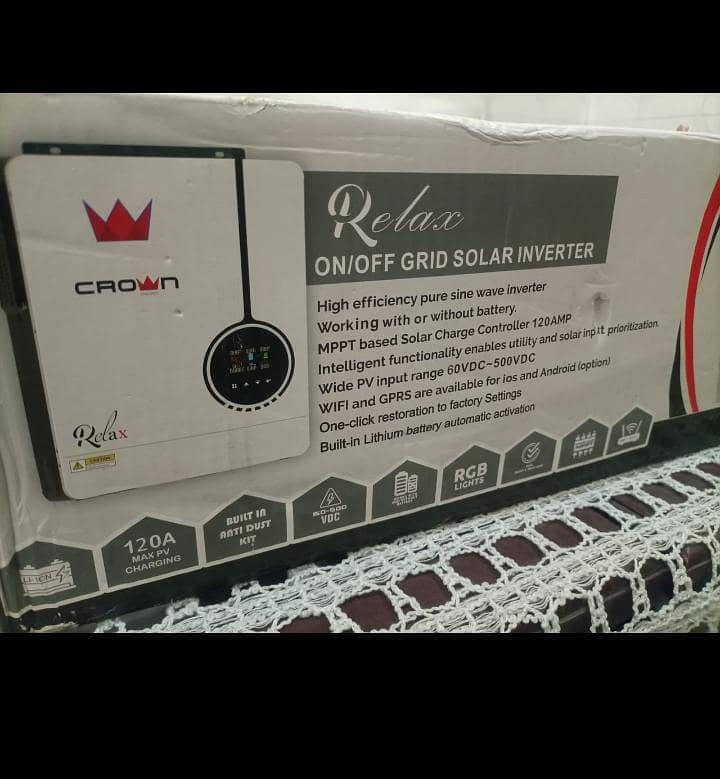 CROWN
Relax
CAUTION
Relax
ON/OFF GRID SOLAR INVERTER
High efficiency pure sine wave inverter
Working with or without battery.
MPPT based Solar Charge Controller 120AMP
Intelligent functionality enables utility and solar input prioritization.
Wide PV input range 60VDC~500VDC
WIFI and GPRS are available for ios and Android (option)
One-click restoration to factory Settings
Built-in Lithium battery automatic activation
LI-ION
120A
MAX PV
CHARGING
BUILT IN
ANTI DUST
KIT
60-500
VDC
RGB
LIGHTS